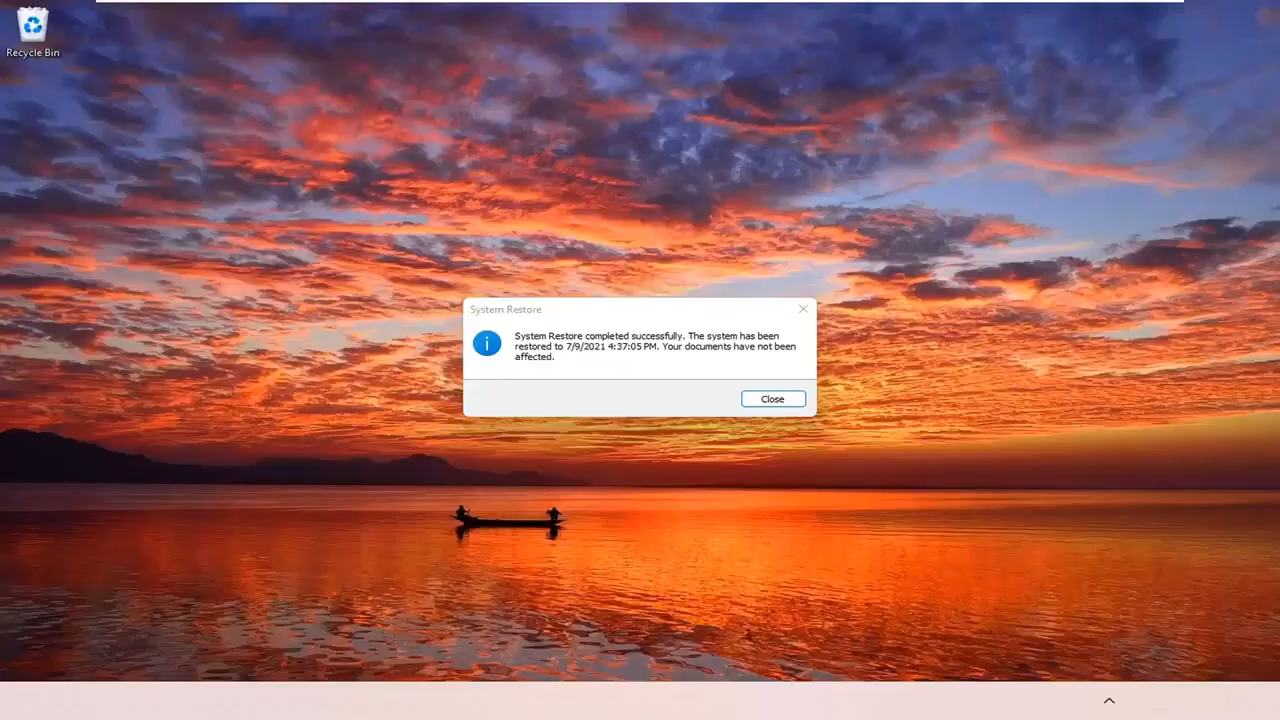 Recycle Bin
System Restore
System Restore completed successfully. The system has been
restored to 7/9/2021 4:37:05 PM. Your documents have not been
affected.
Close